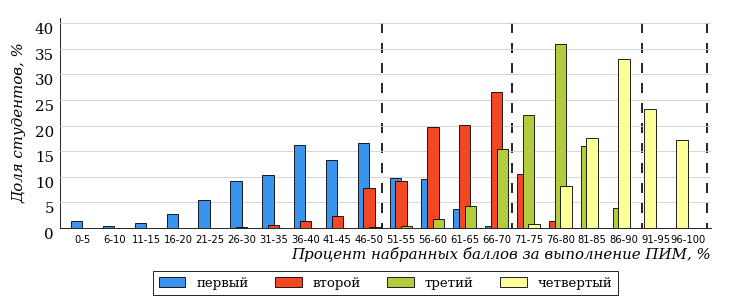 Доля студентов, %
40
35
30
25
20
15
10
5
0
0-5 6-10 11-15 16-20 21-25 26-30 31-35 36-40 41-45 46-50 51-55 56-60 61-65 66-70 71-75 76-80 81-85 86-90 91-95 96-100
Процент набранных баллов за выполнение ПИМ, %
первый второй третий четвертый